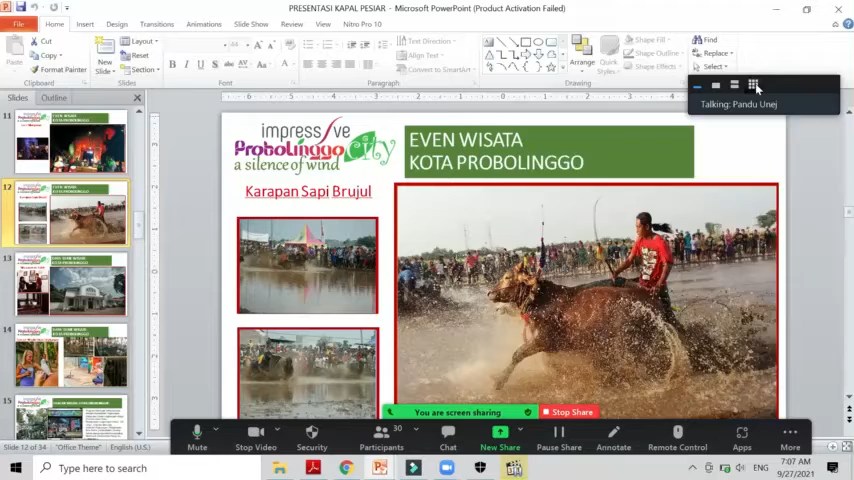 PRESENTASI KAPAL PESIAR - Microsoft PowerPoint (Product Activation Failed)
File Home Insert Design Transitions Animations Slide Show Review View Nitro Pro 10
Paste
Cut
Copy
Format Painter
Clipboard
New Slide
Layout
Reset
Section
Slides
Font
Paragraph
Text Direction
Align Text
Convert to SmartArt
Arrange
Quick Styles
Shape Fill
Shape Outline
Drawing
Find
Replace
Select
Talking: Pandu Unej
Slides Outline
11
12
13
14
15
impressive
Probolinggo City
a silence of wind
EVEN WISATA
KOTA PROBOLINGGO
Karapan Sapi Brujul
You are screen sharing
Stop Share
Mute
Stop Video
Security
30
Participants
Chat
New Share
Pause Share
Annotate
Remote Control
Apps
More
Slide 12 of 34 "Office Theme" English (U.S.)
Type here to search
ENG
7:07 AM
9/27/2021